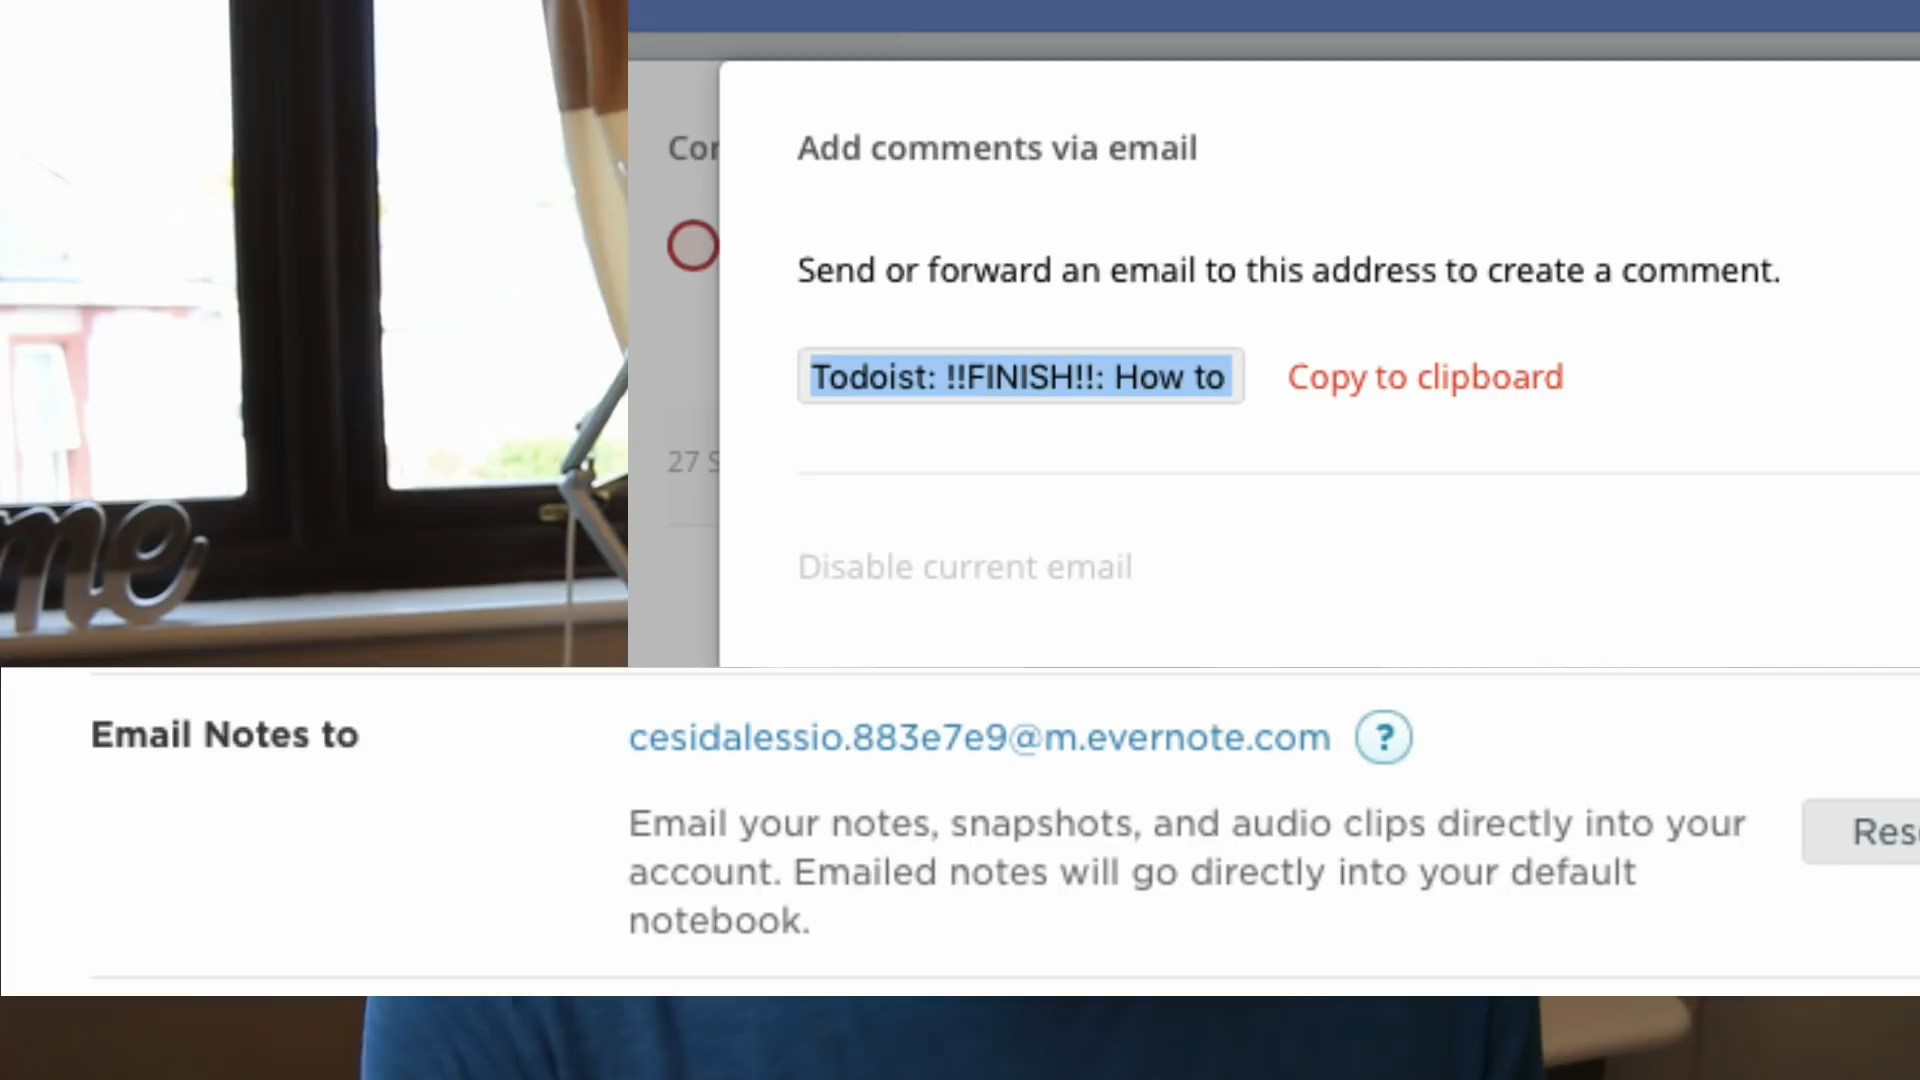 Add comments via email
Send or forward an email to this address to create a comment.
Todoist: !!FINISH!!: How to
Copy to clipboard
27 S
Disable current email
me
Email Notes to
cesidalessio.883e7e9@m.evernote.com ?
Email your notes, snapshots, and audio clips directly into your
account. Emailed notes will go directly into your default
notebook.